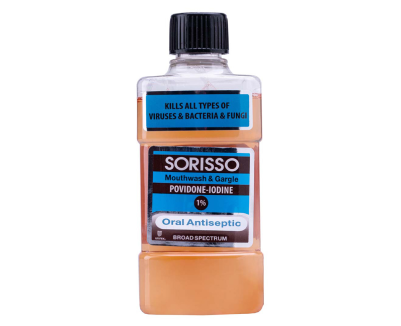 KILLS ALL TYPES OF
VIRUSES & BACTERIA & FUNGI
SORISSO
Mouthwash & Gargle
POVIDONE-IODINE
1%
Oral Antiseptic
BROAD SPECTRUM